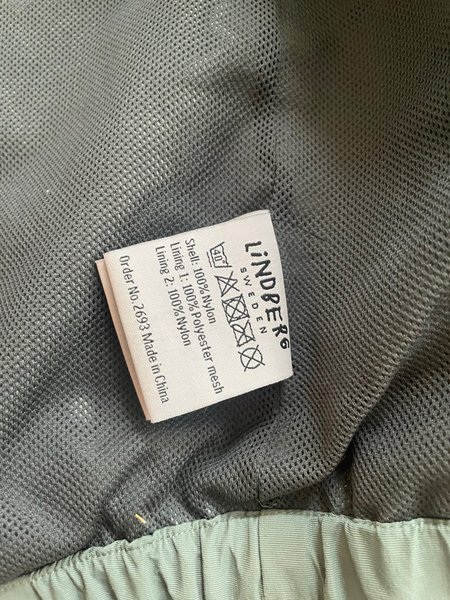 LiNDBERG
SWEDEN
40
Shell: 100% Nylon
Lining 1: 100% Polyester mesh
Lining 2: 100% Nylon
Order No. 2693 Made in China